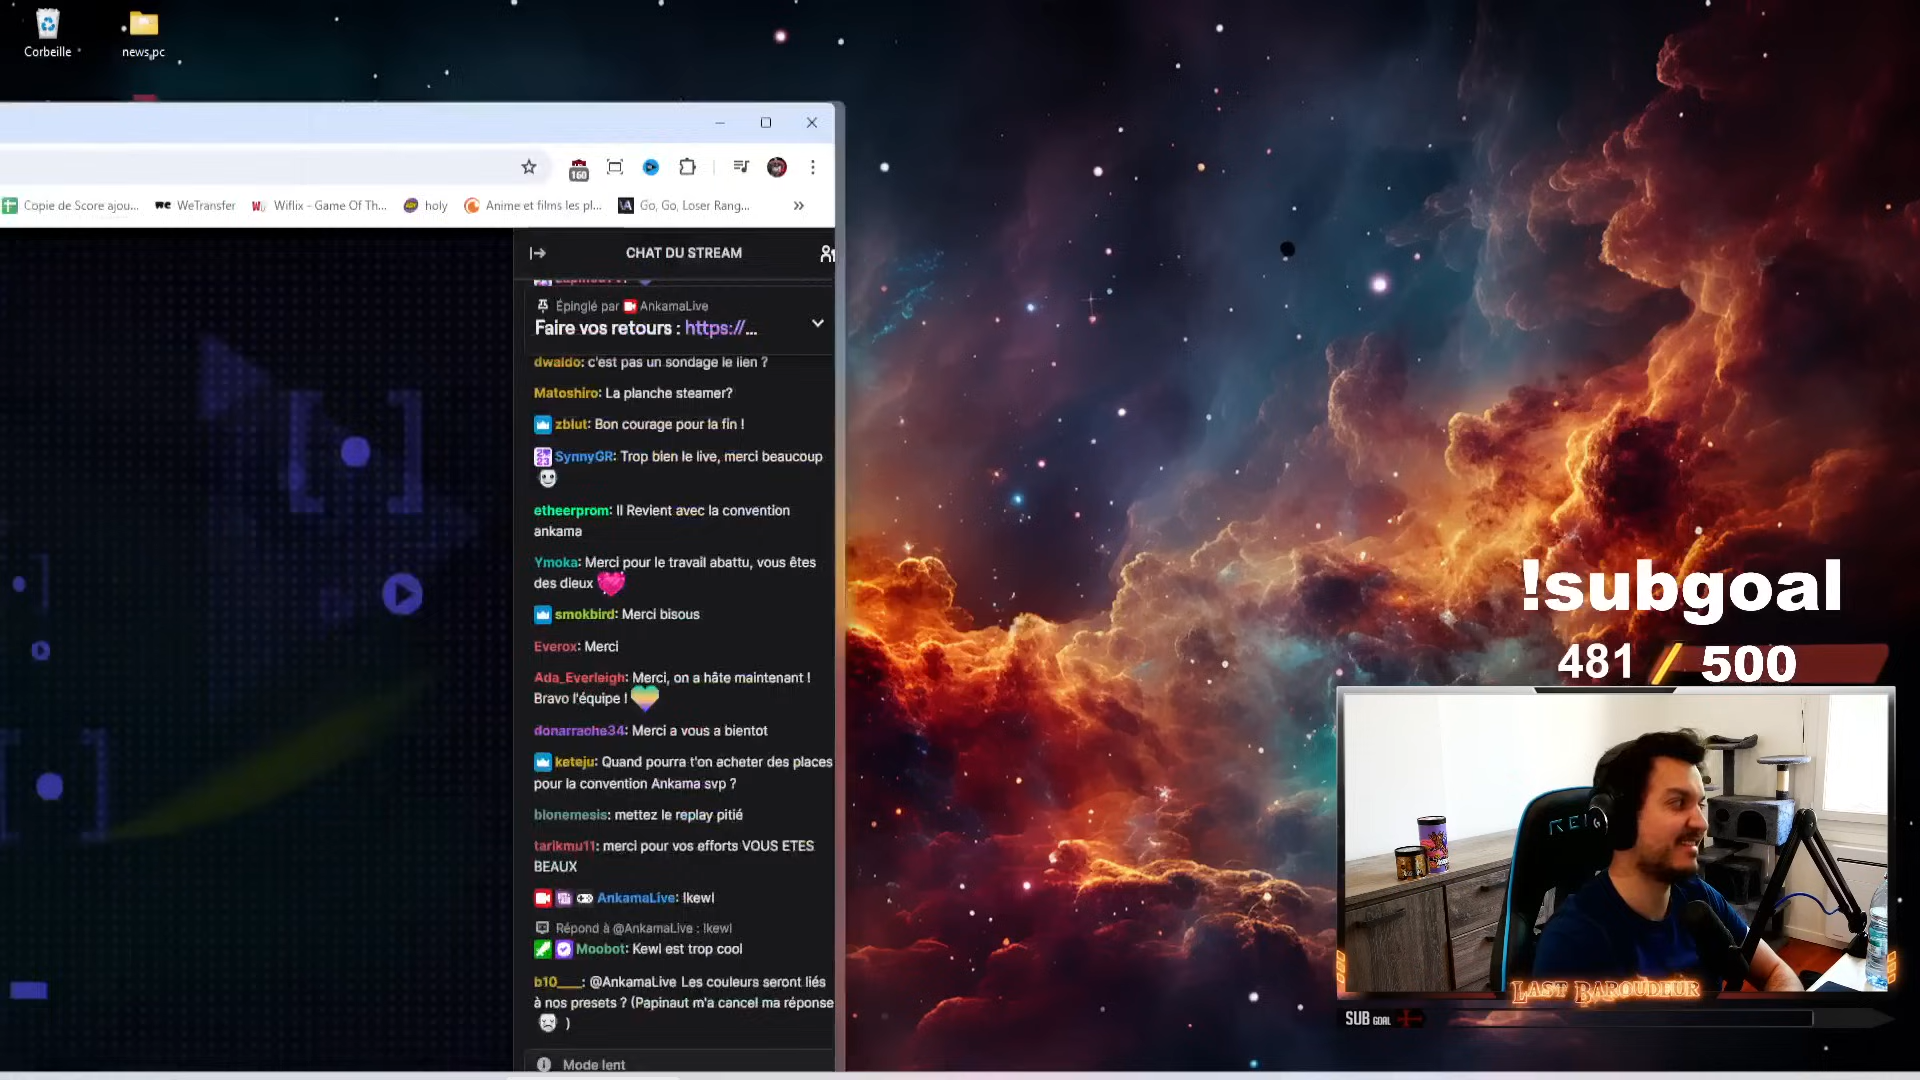 Corbeille
news,pc
160
Copie de Score ajou...
WeTransfer
Wiflix - Game Of Th...
holy
Anime et films les pl...
Go, Go, Loser Rang...
CHAT DU STREAM
Épinglé par AnkamaLive
Faire vos retours : https://...
dwaldo: c'est pas un sondage le lien ?
Matoshiro: La planche steamer?
zblut: Bon courage pour la fin !
SynnyGR: Trop bien le live, merci beaucoup
etheerprom: Il Revient avec la convention
ankama
Ymoka: Merci pour le travail abattu, vous êtes
des dieux
smokbird: Merci bisous
Everox: Merci
Ada_Everleigh: Merci, on a hâte maintenant !
Bravo l'équipe !
donarrache34: Merci a vous a bientot
keteju: Quand pourra t'on acheter des places
pour la convention Ankama svp ?
blonemesis: mettez le replay pitié
tarikmu11: merci pour vos efforts VOUS ETES
BEAUX
AnkamaLive: !kewl
Répond à @AnkamaLive : !kewl
Moobot: Kewl est trop cool
b10___: @AnkamaLive Les couleurs seront liés
à nos presets ? (Papinaut m'a cancel ma réponse
)
Mode lent
!subgoal
481 / 500
LAST BAROUDEUR
SUB GOAL